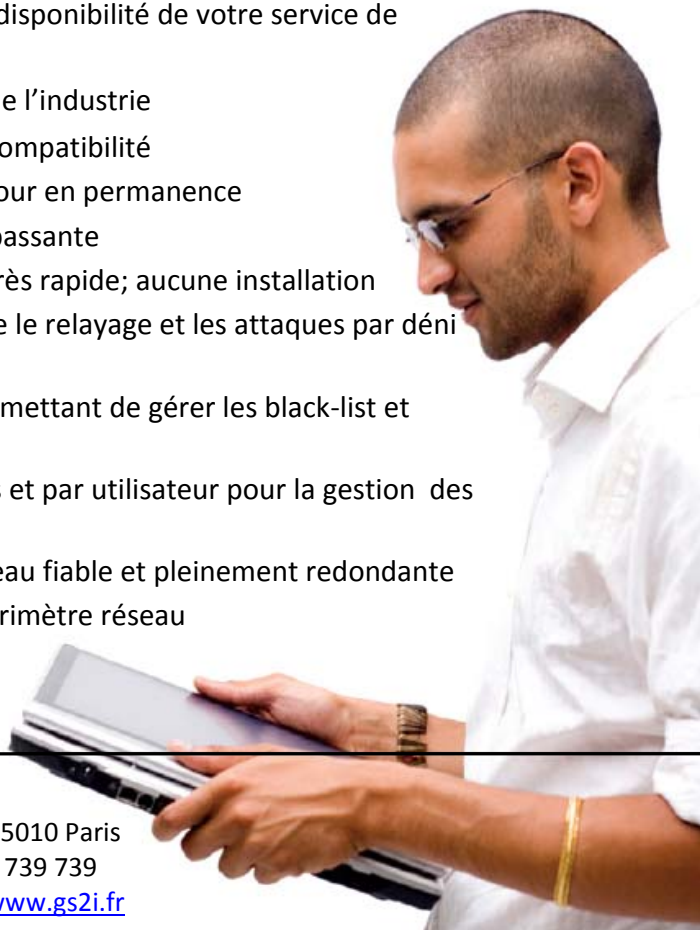 disponibilité de votre service de
e l’industrie
ompatibilité
our en permanence
passante
rès rapide; aucune installation
e le relayage et les attaques par déni
mettant de gérer les black-list et
s et par utilisateur pour la gestion des
eau fiable et pleinement redondante
rimètre réseau
5010 Paris
739 739
www.gs2i.fr